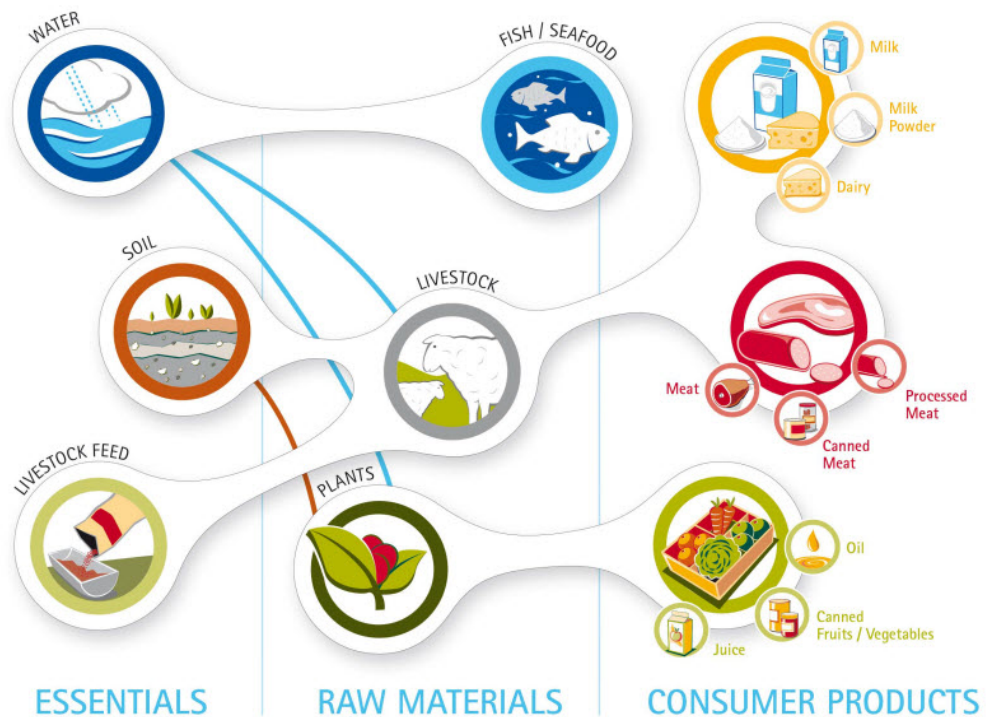 WATER
FISH / SEAFOOD
Milk
Milk
Powder
Dairy
SOIL
LIVESTOCK
Meat
Processed
Meat
Canned
Meat
LIVESTOCK FEED
PLANTS
Oil
Canned
Fruits / Vegetables
Juice
ESSENTIALS
RAW MATERIALS
CONSUMER PRODUCTS